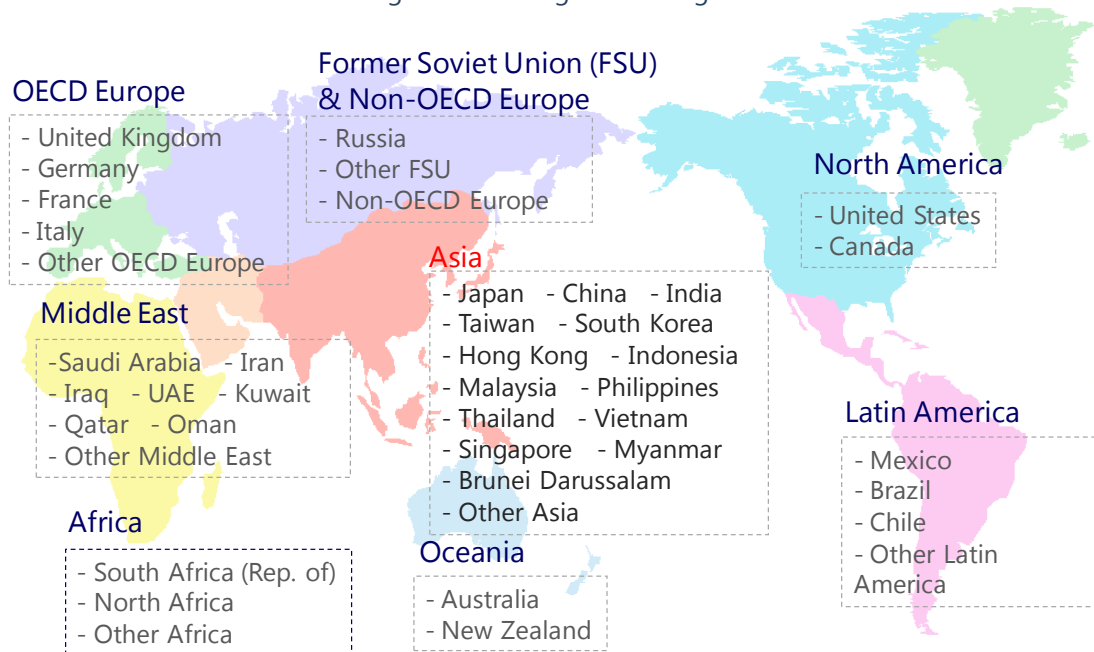 OECD Europe
- United Kingdom
- Germany
- France
- Italy
- Other OECD Europe
Former Soviet Union (FSU)
& Non-OECD Europe
- Russia
- Other FSU
- Non-OECD Europe
North America
- United States
- Canada
Asia
- Japan - China - India
- Taiwan - South Korea
- Hong Kong - Indonesia
- Malaysia - Philippines
- Thailand - Vietnam
- Singapore - Myanmar
- Brunei Darussalam
- Other Asia
Middle East
-Saudi Arabia - Iran
- Iraq - UAE - Kuwait
- Qatar - Oman
- Other Middle East
Latin America
- Mexico
- Brazil
- Chile
- Other Latin
America
Africa
- South Africa (Rep. of)
- North Africa
- Other Africa
Oceania
- Australia
- New Zealand